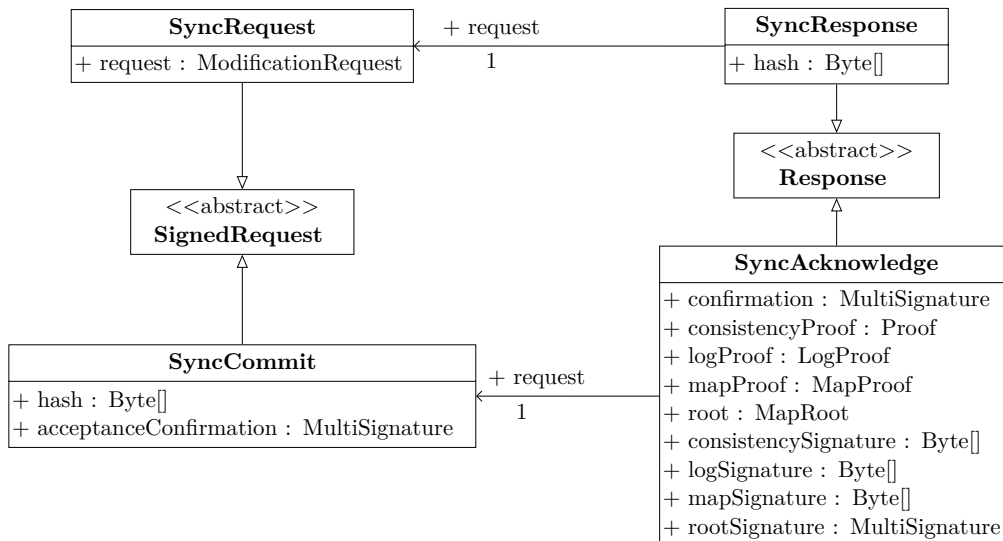 SyncRequest
+ request : ModificationRequest
+ request
1
SyncResponse
+ hash : Byte[]
<<abstract>>
Response
<<abstract>>
SignedRequest
SyncAcknowledge
+ confirmation : MultiSignature
+ consistencyProof : Proof
+ logProof : LogProof
+ mapProof : MapProof
+ root : MapRoot
+ consistencySignature : Byte[]
+ logSignature : Byte[]
+ mapSignature : Byte[]
+ rootSignature : MultiSignature
SyncCommit
+ hash : Byte[]
+ acceptanceConfirmation : MultiSignature
+ request
1